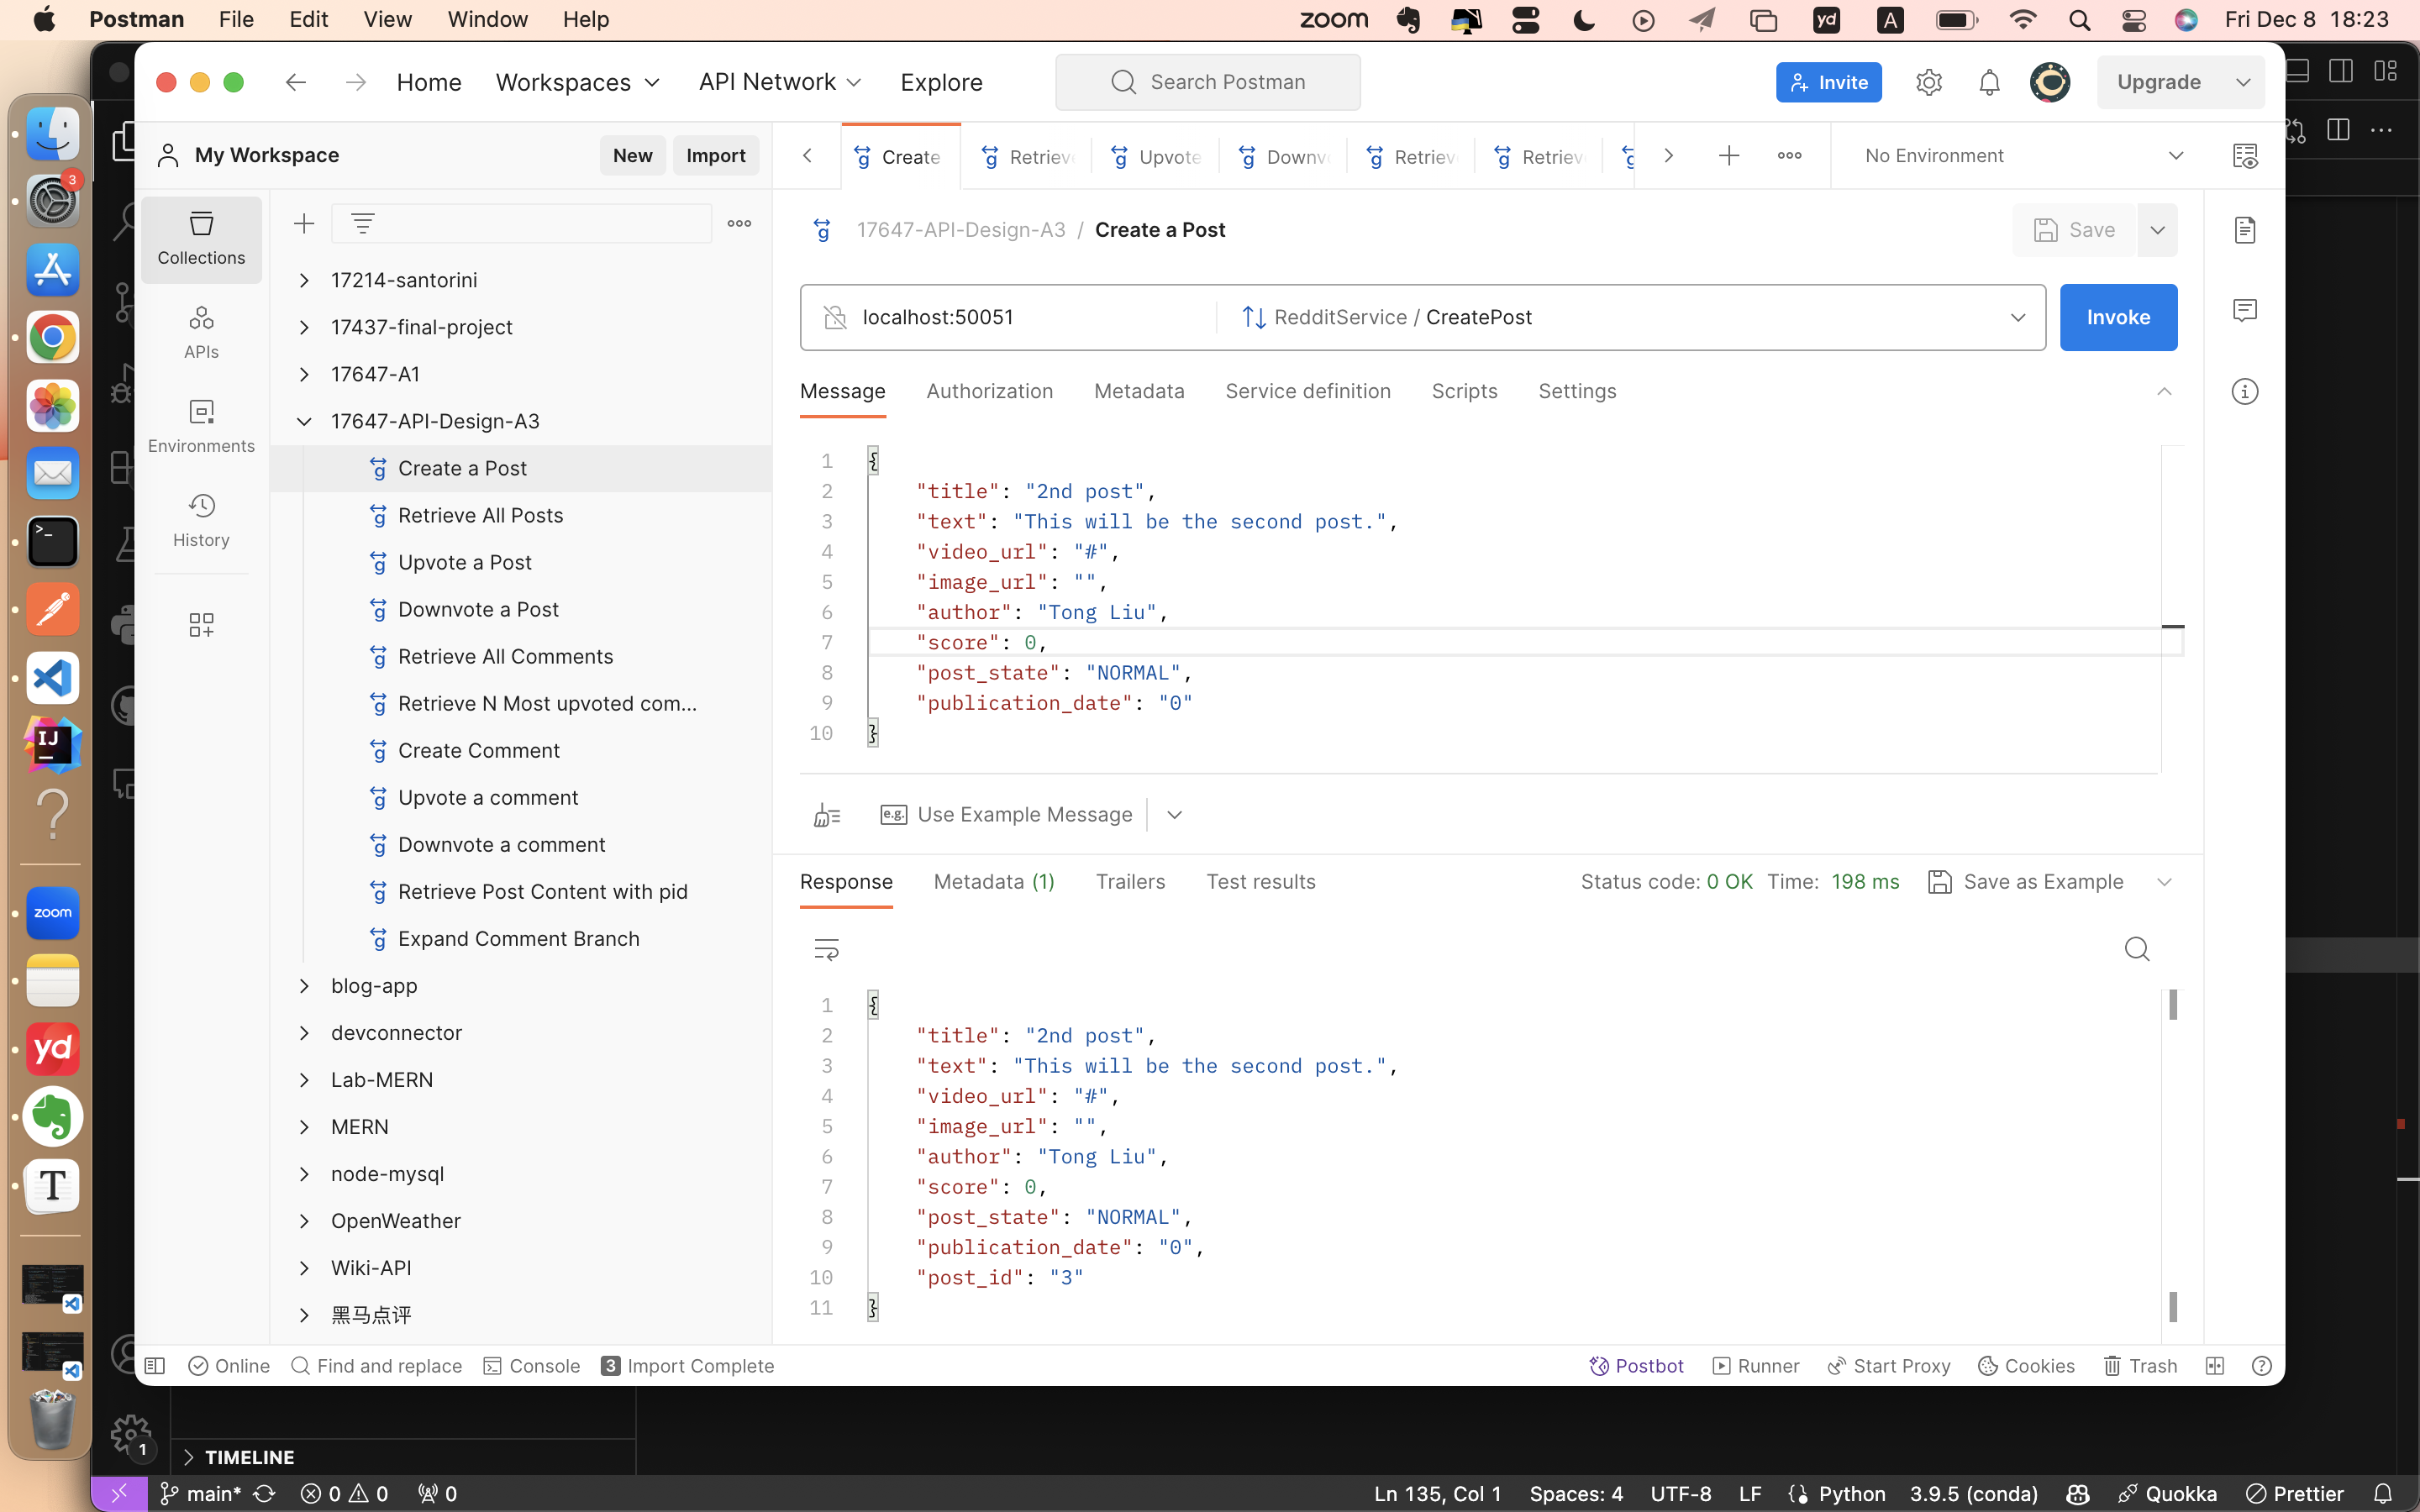 Postman File Edit View Window Help zoom yd A Fri Dec 8 18:23
Home Workspaces API Network Explore Search Postman Invite Upgrade
My Workspace New Import
Create Retriev Upvote Downv Retriev Retriev No Environment
Collections
APIs
Environments
History
17214-santorini
17437-final-project
17647-A1
17647-API-Design-A3
Create a Post
Retrieve All Posts
Upvote a Post
Downvote a Post
Retrieve All Comments
Retrieve N Most upvoted com...
Create Comment
Upvote a comment
Downvote a comment
Retrieve Post Content with pid
Expand Comment Branch
blog-app
devconnector
Lab-MERN
MERN
node-mysql
OpenWeather
Wiki-API
黑马点评
17647-API-Design-A3 / Create a Post Save
localhost:50051 RedditService / CreatePost Invoke
Message Authorization Metadata Service definition Scripts Settings
1 {
2 "title": "2nd post",
3 "text": "This will be the second post.",
4 "video_url": "#",
5 "image_url": "",
6 "author": "Tong Liu",
7 "score": 0,
8 "post_state": "NORMAL",
9 "publication_date": "0"
10 }
e.g. Use Example Message
Response Metadata (1) Trailers Test results Status code: 0 OK Time: 198 ms Save as Example
1 {
2 "title": "2nd post",
3 "text": "This will be the second post.",
4 "video_url": "#",
5 "image_url": "",
6 "author": "Tong Liu",
7 "score": 0,
8 "post_state": "NORMAL",
9 "publication_date": "0",
10 "post_id": "3"
11 }
Online Find and replace Console 3 Import Complete Postbot Runner Start Proxy Cookies Trash
3
IJ
zoom
yd
T
1
TIMELINE
main* 0 0 0 Ln 135, Col 1 Spaces: 4 UTF-8 LF Python 3.9.5 (conda) Quokka Prettier